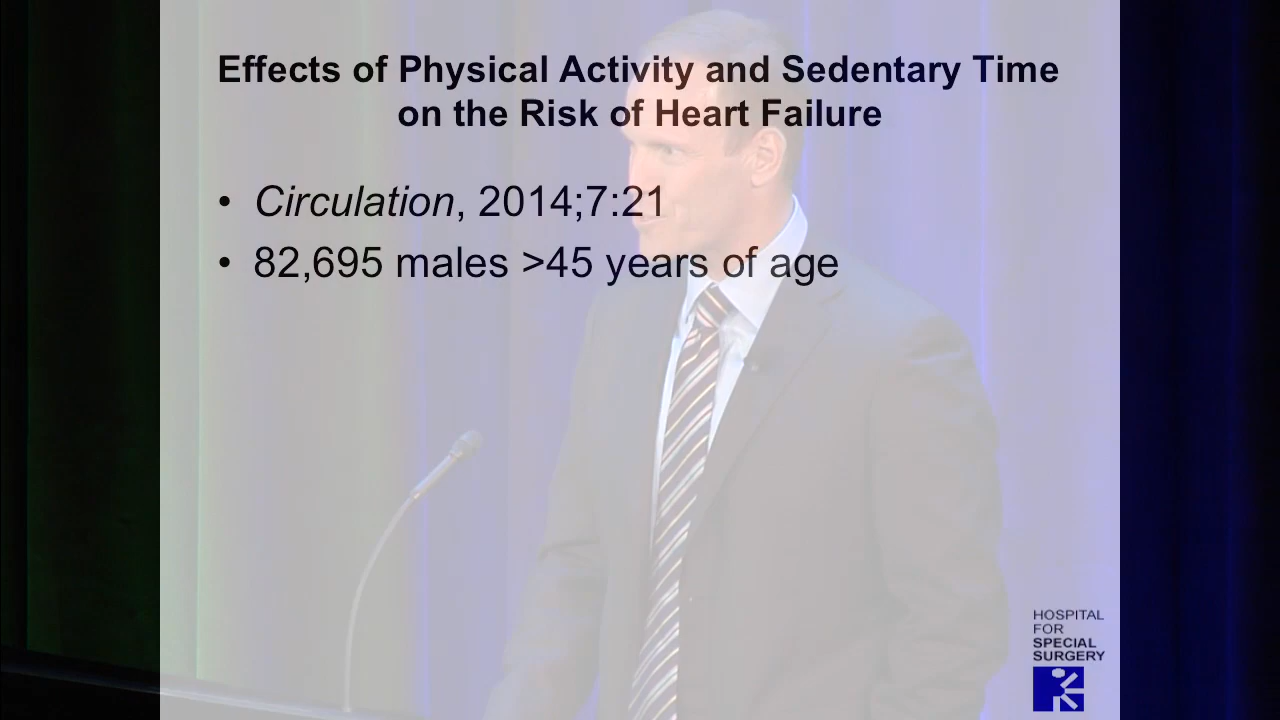 Effects of Physical Activity and Sedentary Time
on the Risk of Heart Failure
• Circulation, 2014;7:21
• 82,695 males >45 years of age
HOSPITAL
FOR
SPECIAL
SURGERY